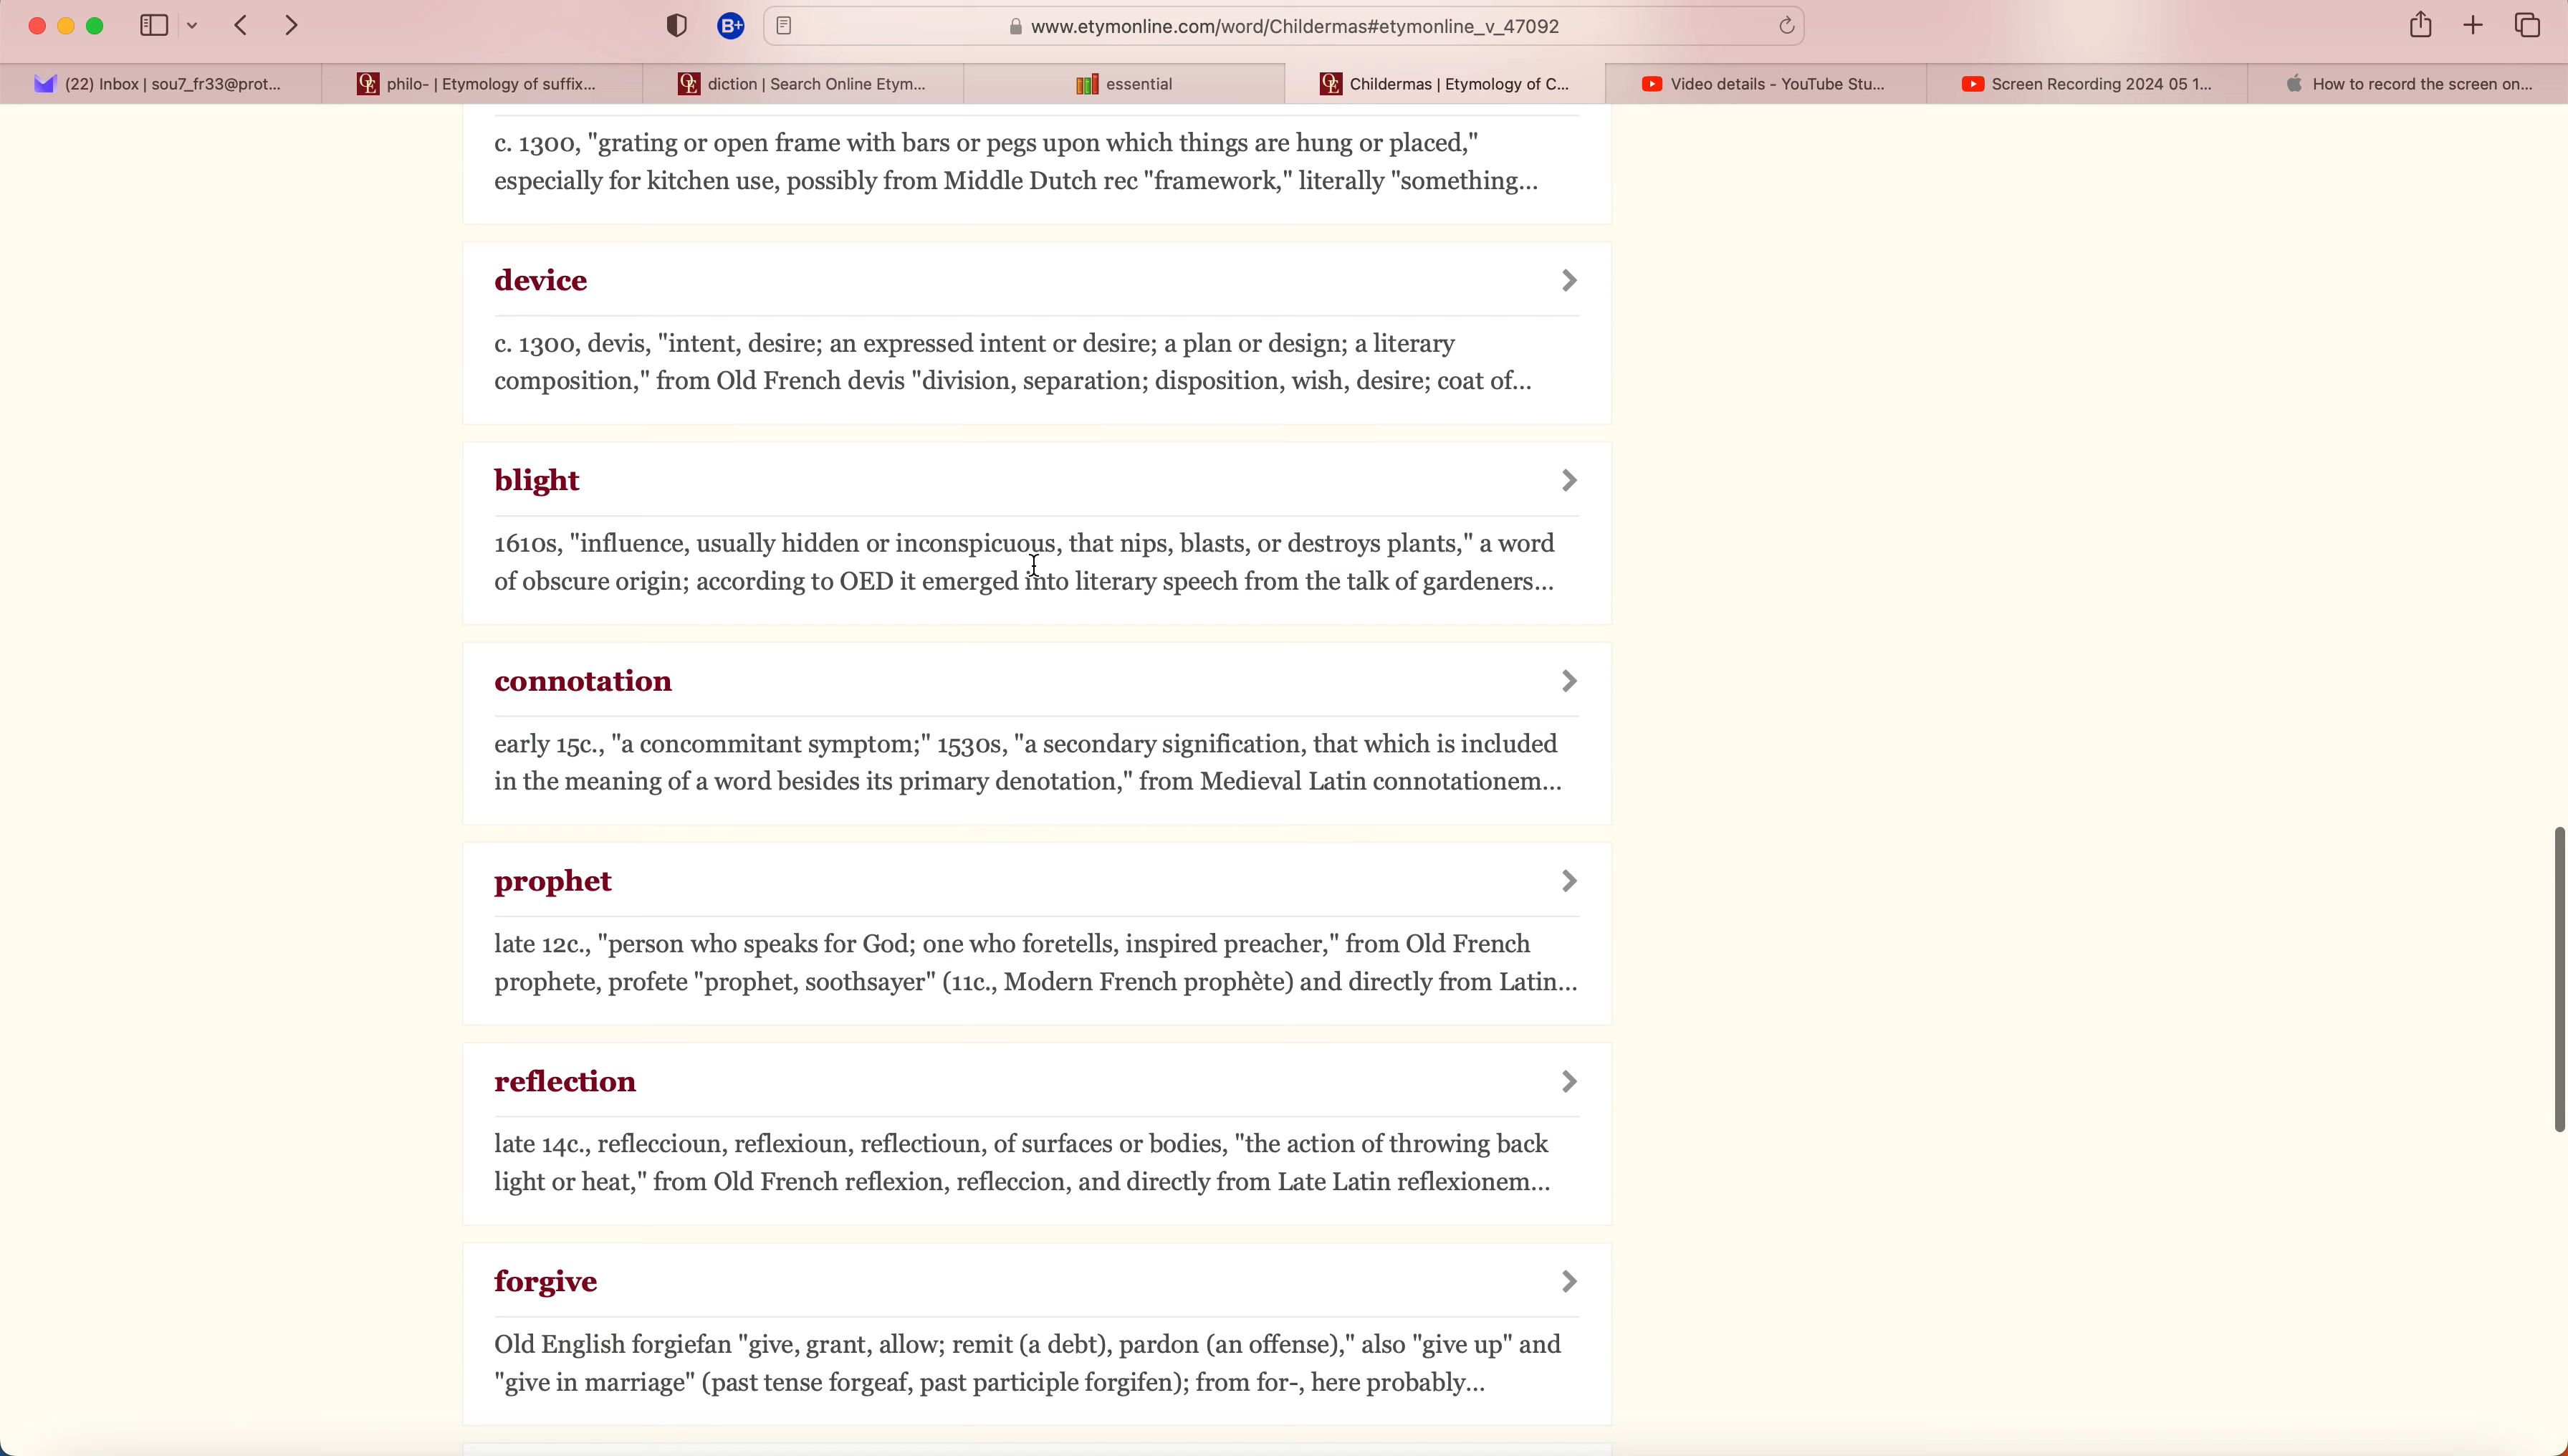 www.etymonline.com/word/Childermas#etymonline_v_47092
(22) Inbox | sou7_fr33@prot...
philo- | Etymology of suffix...
diction | Search Online Etym...
essential
Childermas | Etymology of C...
Video details - YouTube Stu...
Screen Recording 2024 05 1...
How to record the screen on...
c. 1300, "grating or open frame with bars or pegs upon which things are hung or placed,"
especially for kitchen use, possibly from Middle Dutch rec "framework," literally "something...
device
c. 1300, devis, "intent, desire; an expressed intent or desire; a plan or design; a literary
composition," from Old French devis "division, separation; disposition, wish, desire; coat of...
blight
1610s, "influence, usually hidden or inconspicuous, that nips, blasts, or destroys plants," a word
of obscure origin; according to OED it emerged into literary speech from the talk of gardeners...
connotation
early 15c., "a concommitant symptom;" 1530s, "a secondary signification, that which is included
in the meaning of a word besides its primary denotation," from Medieval Latin connotationem...
prophet
late 12c., "person who speaks for God; one who foretells, inspired preacher," from Old French
prophete, profete "prophet, soothsayer" (11c., Modern French prophète) and directly from Latin...
reflection
late 14c., refleccioun, reflexioun, reflectioun, of surfaces or bodies, "the action of throwing back
light or heat," from Old French reflexion, refleccion, and directly from Late Latin reflexionem...
forgive
Old English forgiefan "give, grant, allow; remit (a debt), pardon (an offense)," also "give up" and
"give in marriage" (past tense forgeaf, past participle forgifen); from for-, here probably...